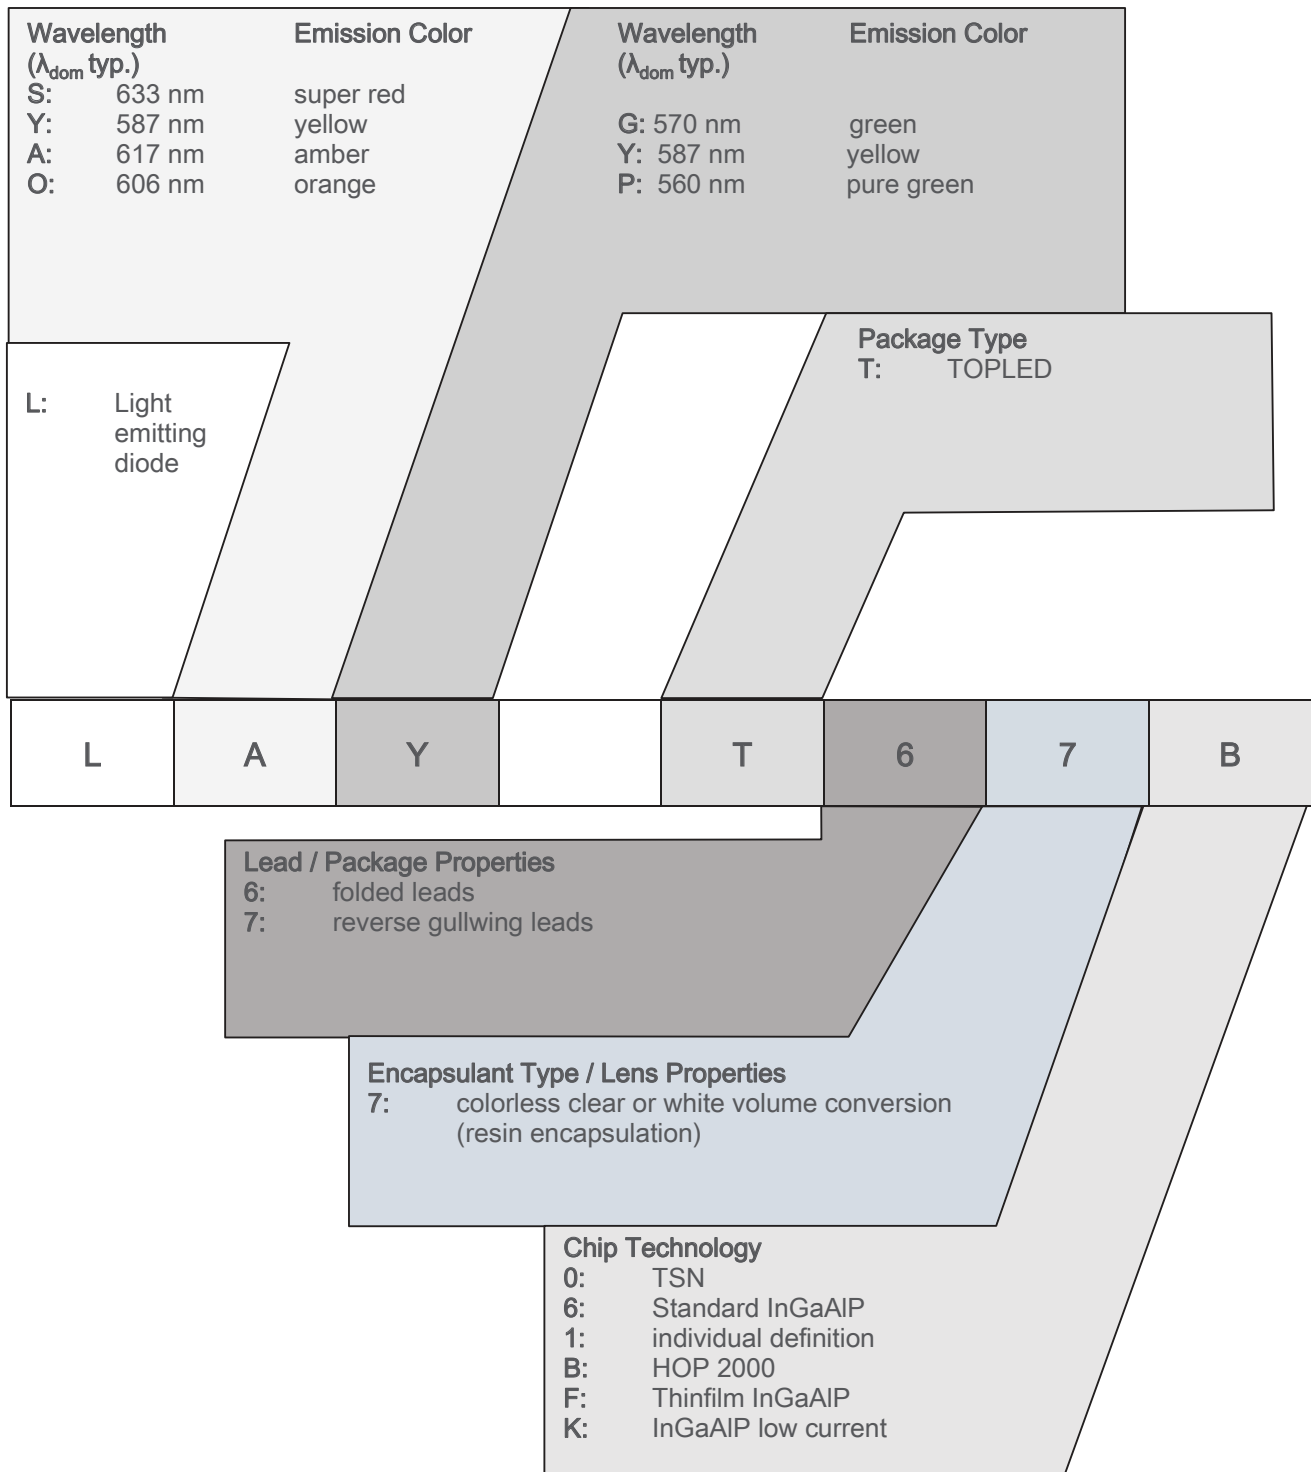 Wavelength Emission Color
(λdom typ.)
S: 633 nm super red
Y: 587 nm yellow
A: 617 nm amber
O: 606 nm orange
Wavelength Emission Color
(λdom typ.)
G: 570 nm green
Y: 587 nm yellow
P: 560 nm pure green
Package Type
T: TOPLED
L: Light
emitting
diode
L A Y T 6 7 B
Lead / Package Properties
6: folded leads
7: reverse gullwing leads
Encapsulant Type / Lens Properties
7: colorless clear or white volume conversion
(resin encapsulation)
Chip Technology
0: TSN
6: Standard InGaAlP
1: individual definition
B: HOP 2000
F: Thinfilm InGaAlP
K: InGaAlP low current